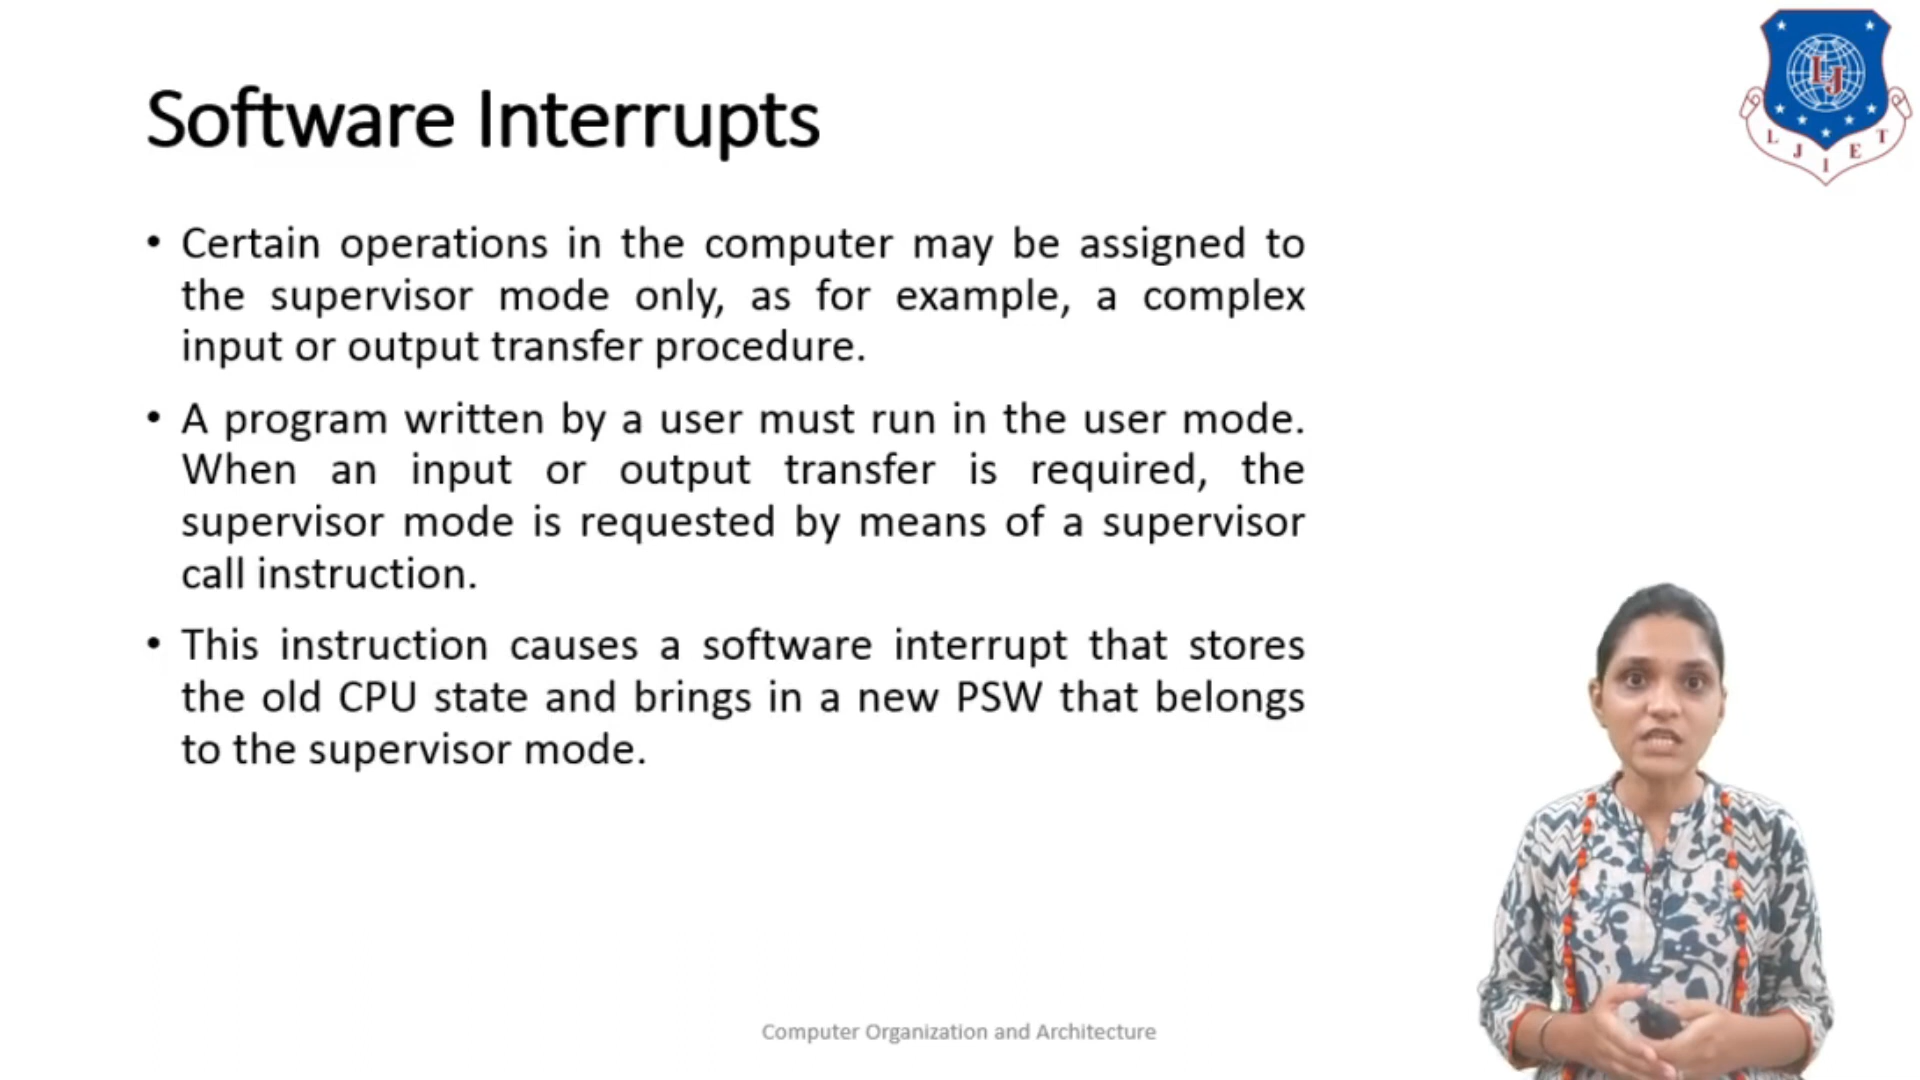 Software Interrupts
• Certain operations in the computer may be assigned to
the supervisor mode only, as for example, a complex
input or output transfer procedure.
• A program written by a user must run in the user mode.
When an input or output transfer is required, the
supervisor mode is requested by means of a supervisor
call instruction.
• This instruction causes a software interrupt that stores
the old CPU state and brings in a new PSW that belongs
to the supervisor mode.
Computer Organization and Architecture
LJ
L J I E T